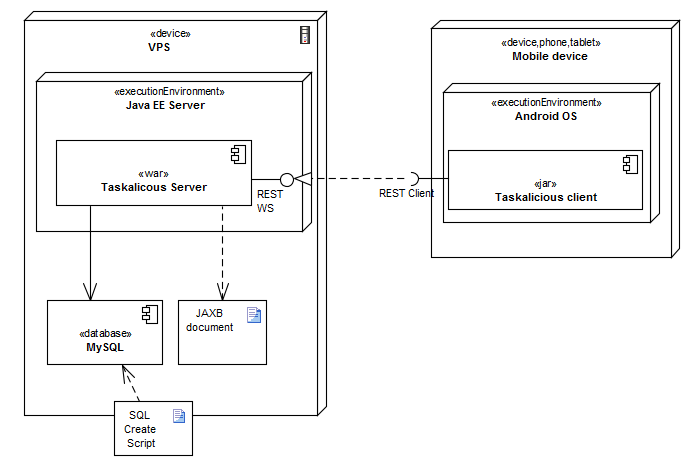 «device»
VPS
«executionEnvironment»
Java EE Server
«war»
Taskalicous Server
REST
WS
«database»
MySQL
JAXB
document
SQL
Create
Script
«device,phone,tablet»
Mobile device
«executionEnvironment»
Android OS
REST Client
«jar»
Taskalicious client